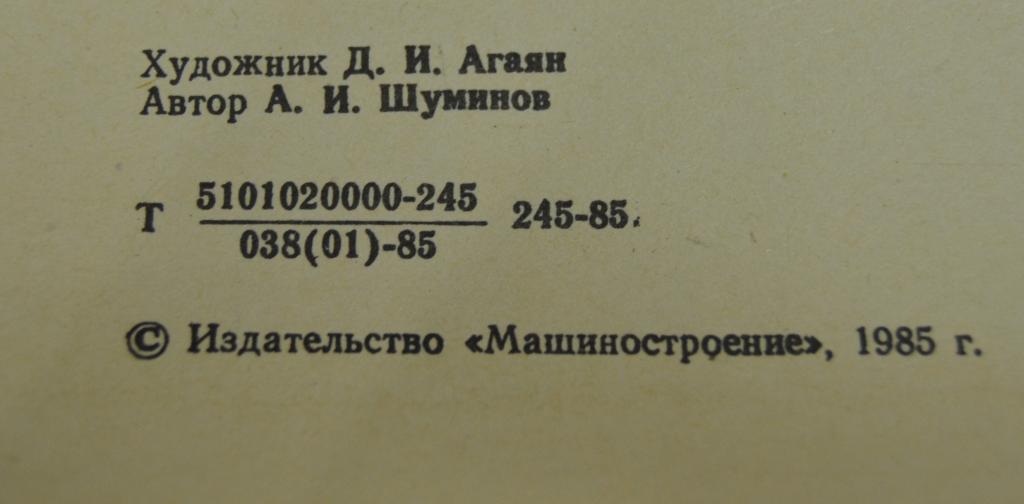 Художник Д. И. Агаян
Автор А. И. Шуминов
Т 5101020000-245 245-85.
038(01)-85
© Издательство «Машиностроение», 1985 г.